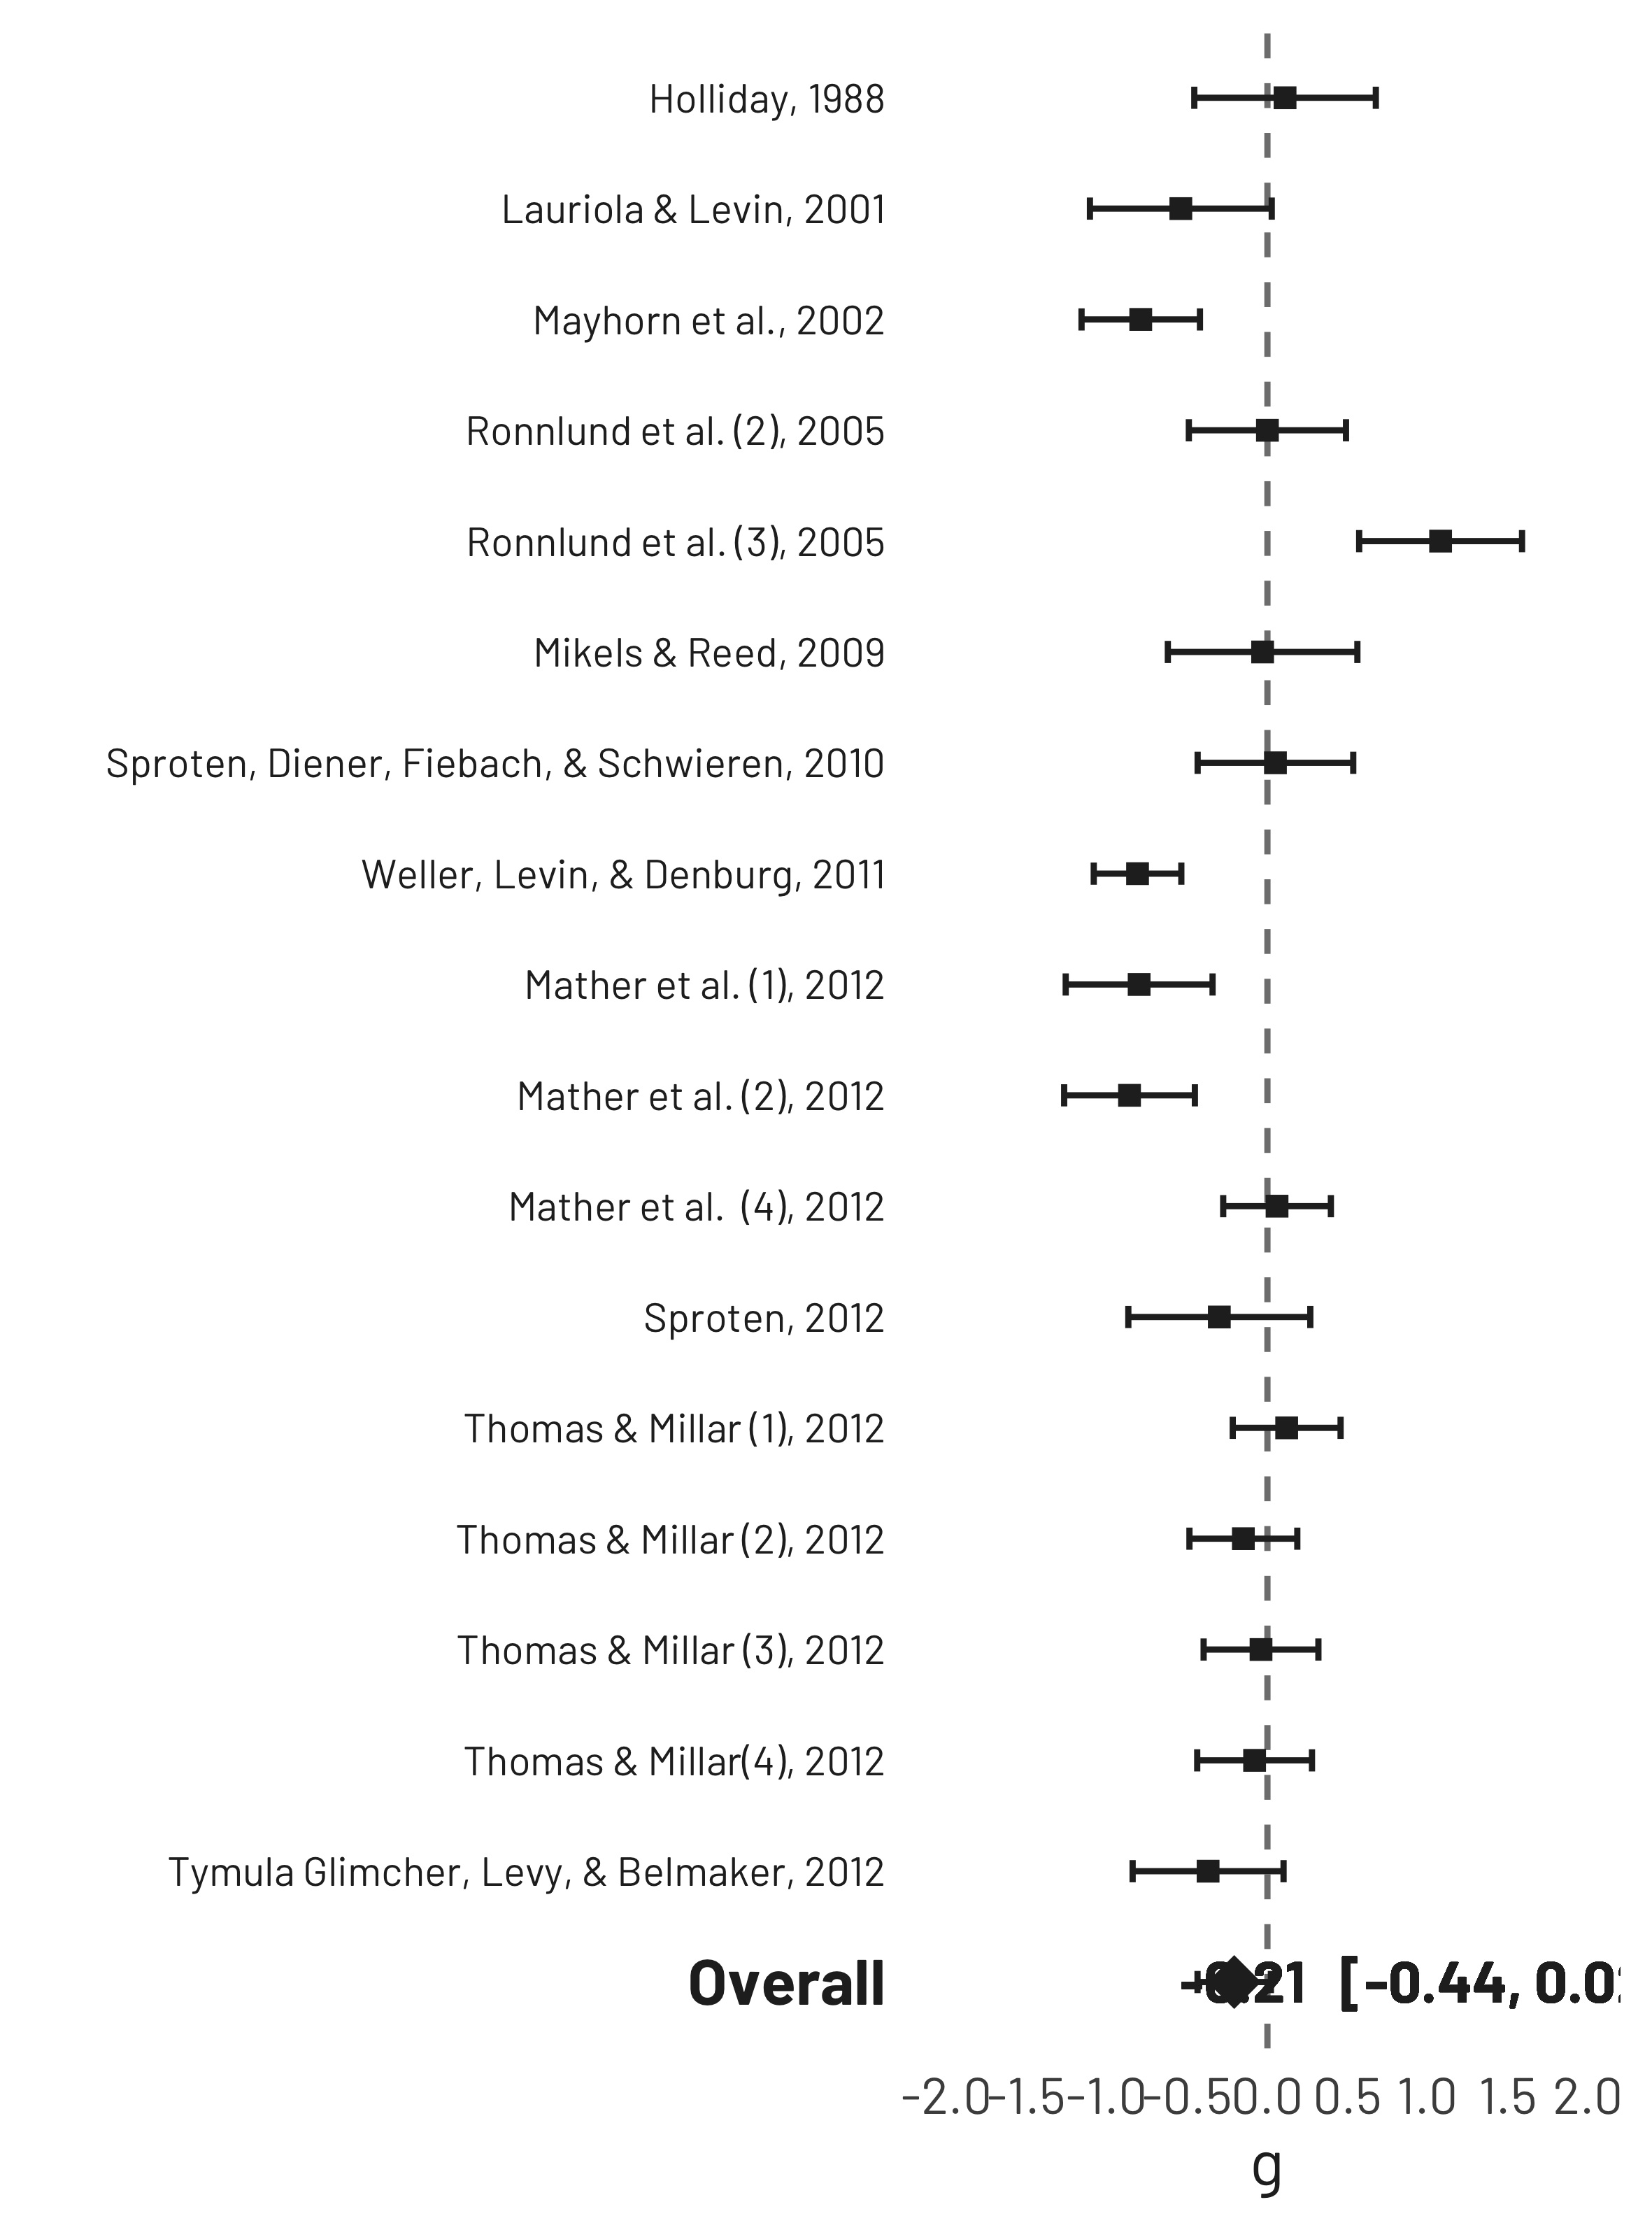 Holliday, 1988
Lauriola & Levin, 2001
Mayhorn et al., 2002
Ronnlund et al. (2), 2005
Ronnlund et al. (3), 2005
Mikels & Reed, 2009
Sproten, Diener, Fiebach, & Schwieren, 2010
Weller, Levin, & Denburg, 2011
Mather et al. (1), 2012
Mather et al. (2), 2012
Mather et al. (4), 2012
Sproten, 2012
Thomas & Millar (1), 2012
Thomas & Millar (2), 2012
Thomas & Millar (3), 2012
Thomas & Millar(4), 2012
Tymula Glimcher, Levy, & Belmaker, 2012
Overall -0.21 [-0.44,
-2.0 -1.5 -1.0 -0.5 0.0 0.5 1.0 1.5 2.0
g